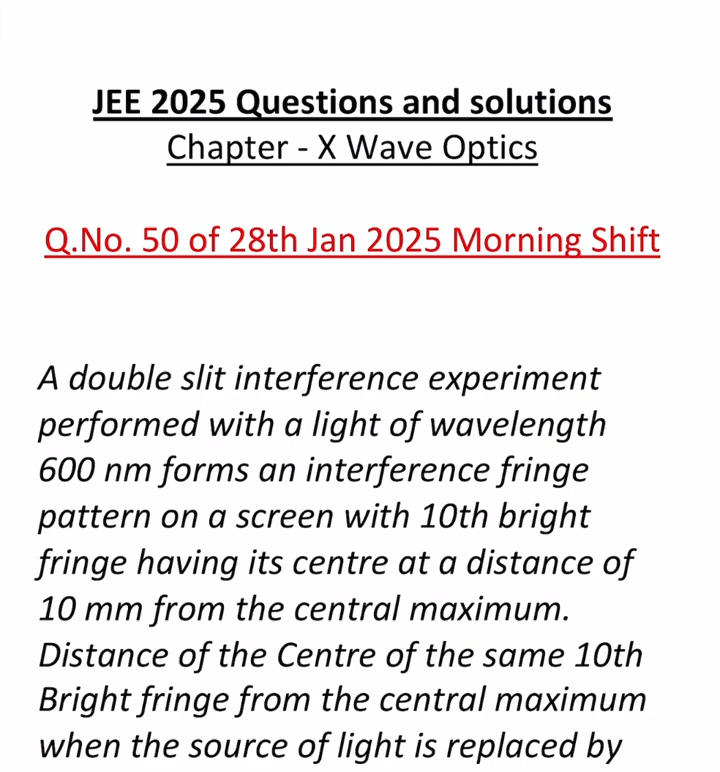 JEE 2025 Questions and solutions
Chapter - X Wave Optics
Q.No. 50 of 28th Jan 2025 Morning Shift
A double slit interference experiment
performed with a light of wavelength
600 nm forms an interference fringe
pattern on a screen with 10th bright
fringe having its centre at a distance of
10 mm from the central maximum.
Distance of the Centre of the same 10th
Bright fringe from the central maximum
when the source of light is replaced by